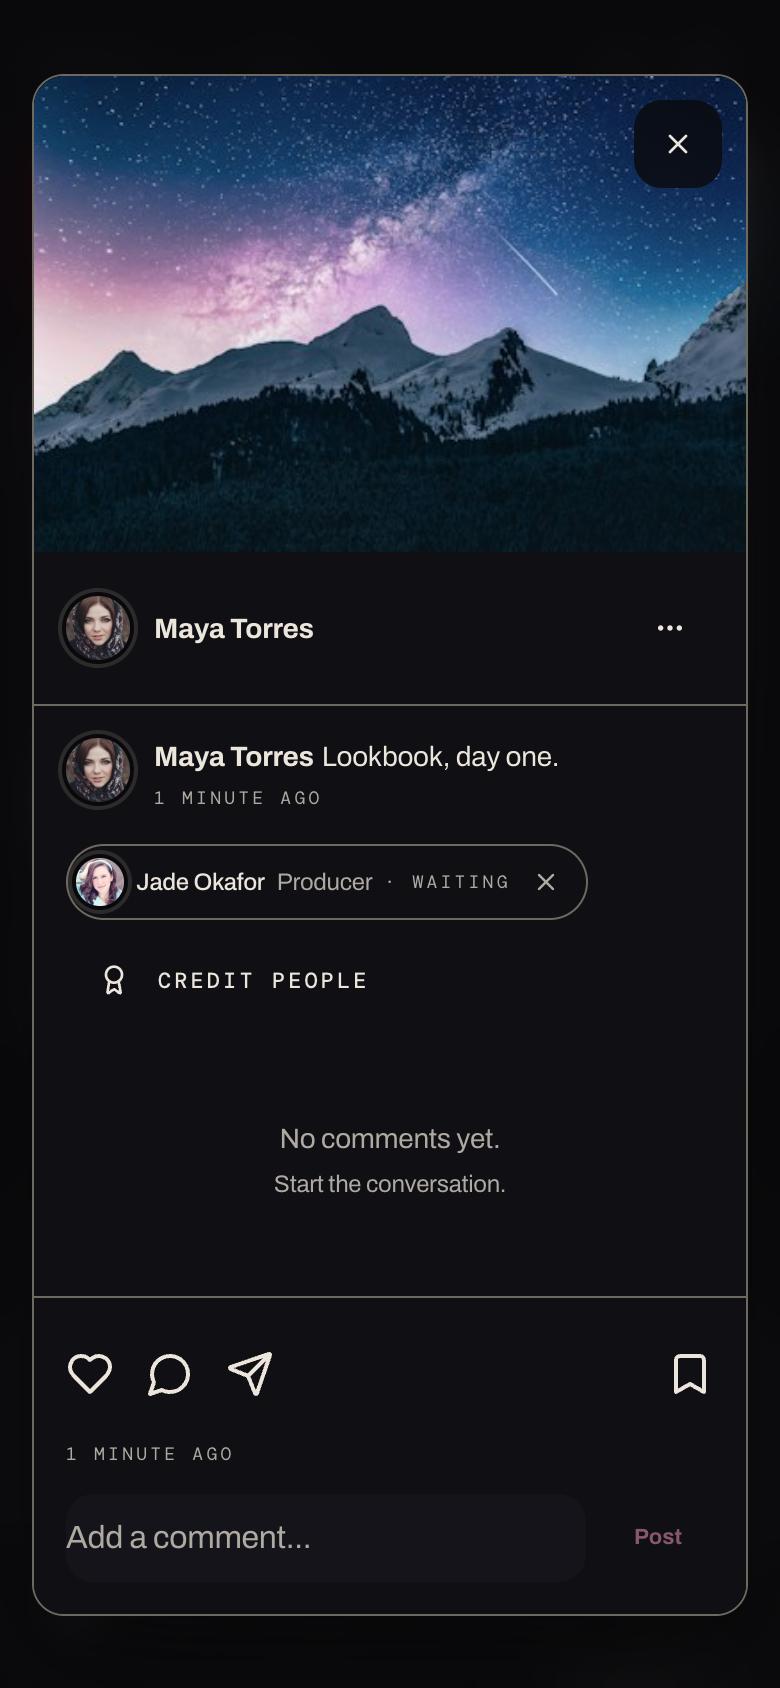 Maya Torres
Maya Torres Lookbook, day one.
1 MINUTE AGO
Jade Okafor Producer · WAITING
CREDIT PEOPLE
No comments yet.
Start the conversation.
1 MINUTE AGO
Add a comment...
Post